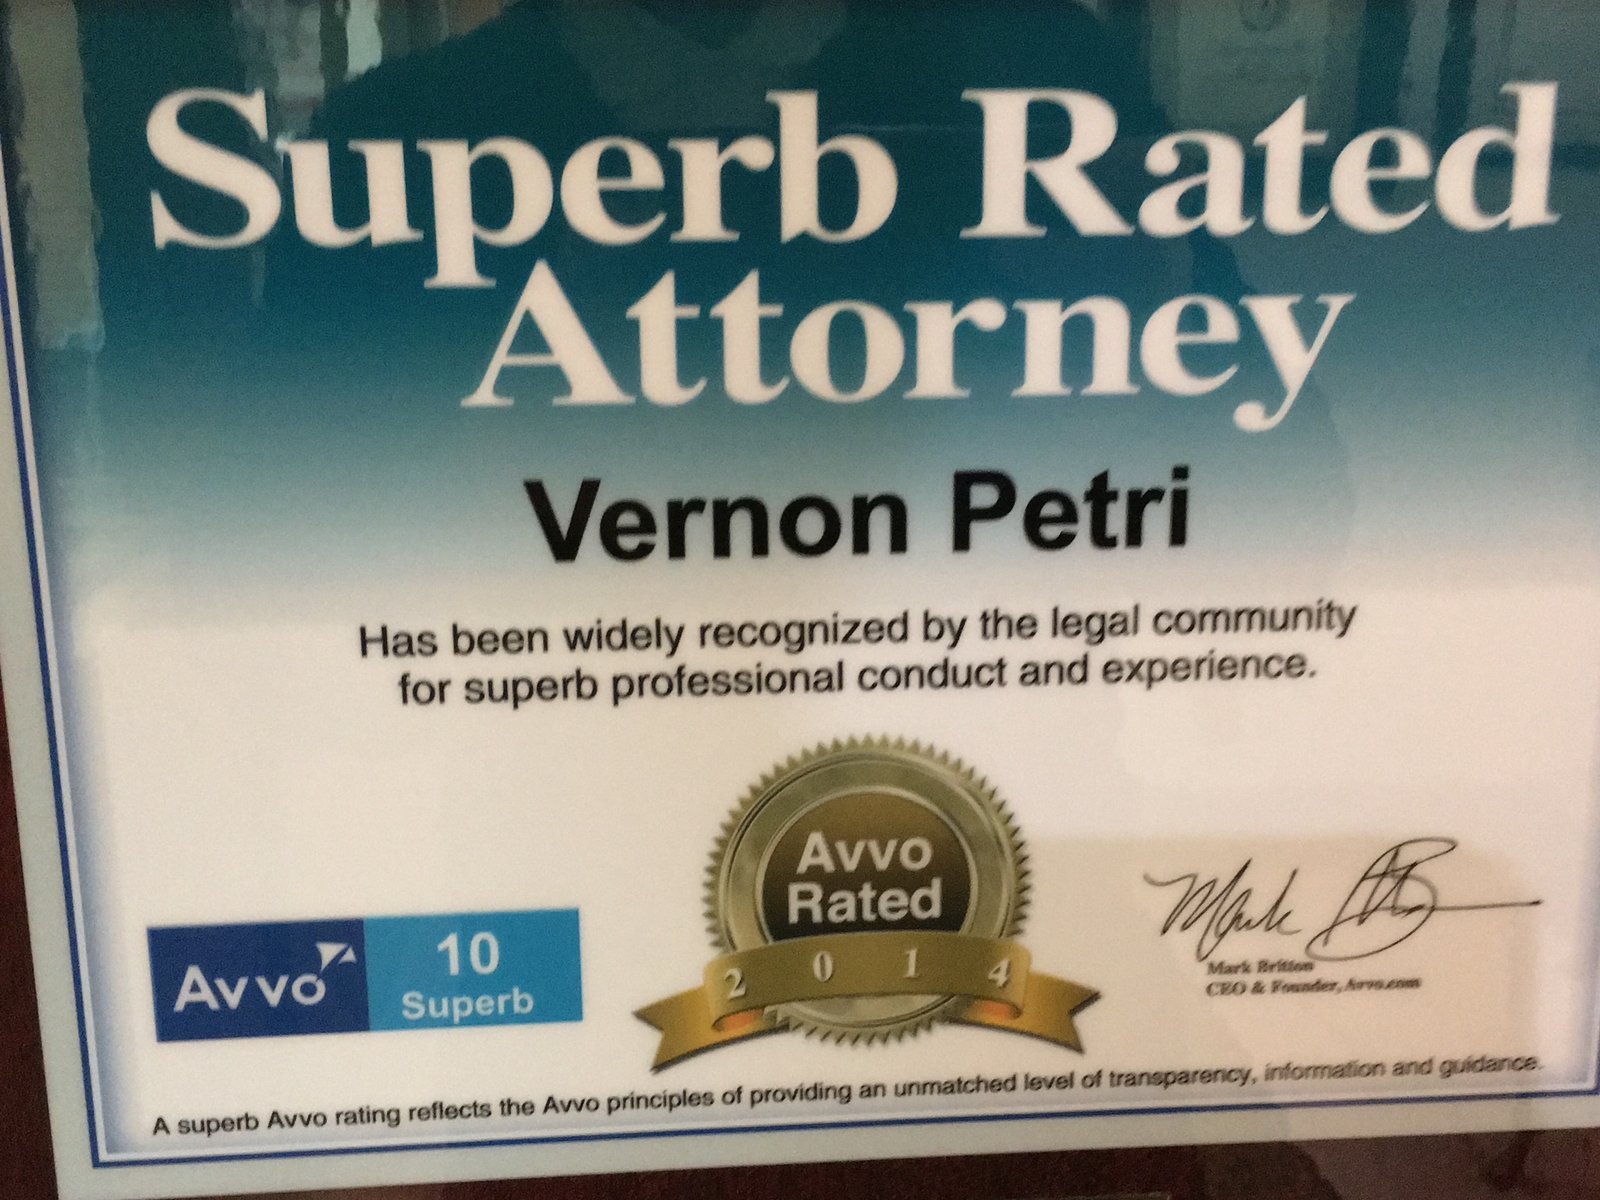 Superb Rated
Attorney
Vernon Petri
Has been widely recognized by the legal community
for superb professional conduct and experience.
Avvo
Rated
2014
Avvo
10
Superb
Mark Britton
CEO & Founder, Avvo.com
A superb Avvo rating reflects the Avvo principles of providing an unmatched level of transparency, information and guidance.